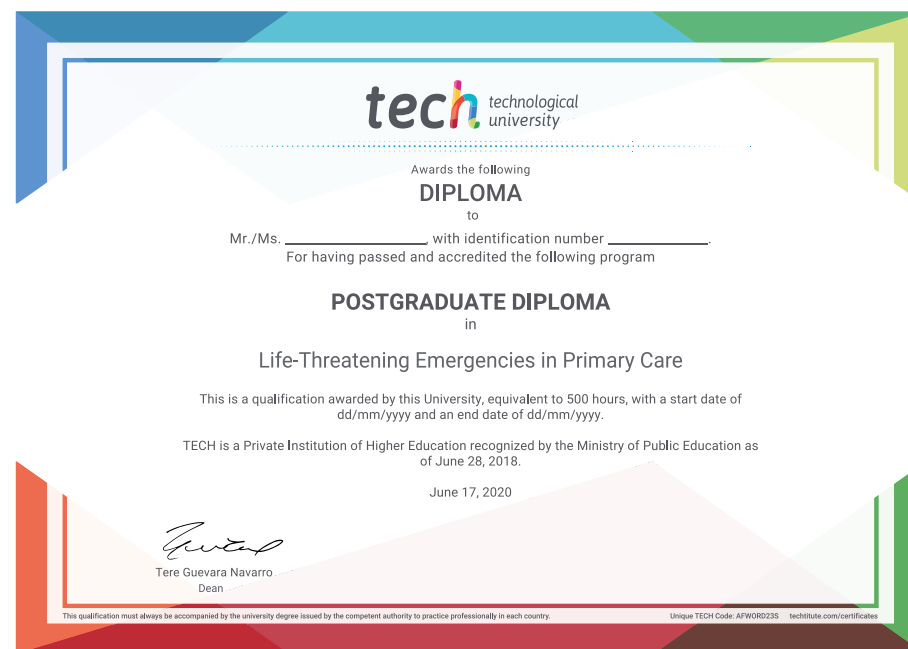 tech technological
university
Awards the following
DIPLOMA
to
Mr./Ms. ____________________, with identification number ______________.
For having passed and accredited the following program
POSTGRADUATE DIPLOMA
in
Life-Threatening Emergencies in Primary Care
This is a qualification awarded by this University, equivalent to 500 hours, with a start date of
dd/mm/yyyy and an end date of dd/mm/yyyy.
TECH is a Private Institution of Higher Education recognized by the Ministry of Public Education as
of June 28, 2018.
June 17, 2020
Tere Guevara Navarro
Dean
This qualification must always be accompanied by the university degree issued by the competent authority to practice professionally in each country.
Unique TECH Code: AFWORD23S techtitute.com/certificates